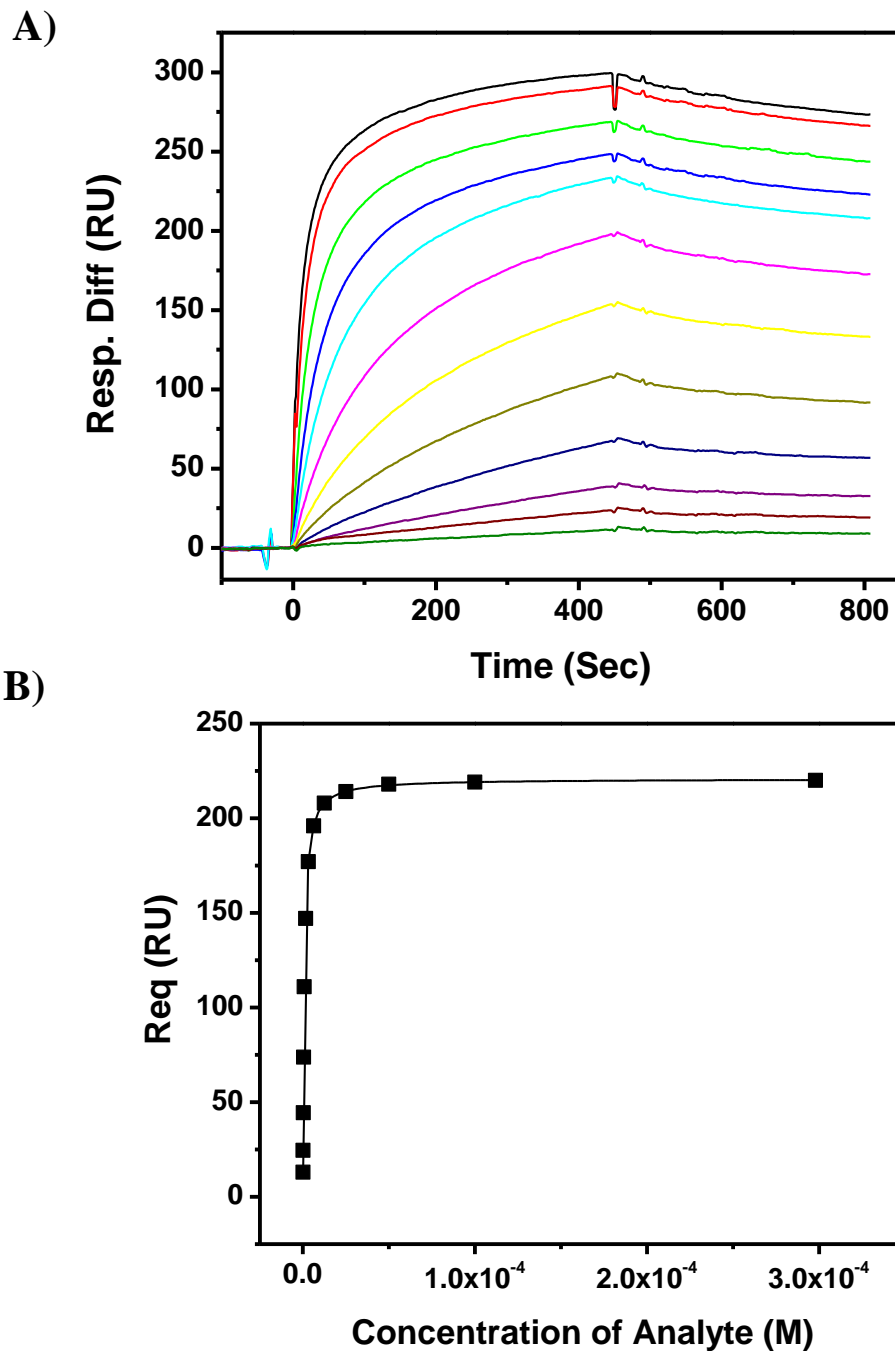 A)
300
250
200
150
100
50
0
Resp. Diff (RU)
0 200 400 600 800
Time (Sec)
B)
250
200
150
100
50
0
Req (RU)
0.0 1.0x10⁻⁴ 2.0x10⁻⁴ 3.0x10⁻⁴
Concentration of Analyte (M)